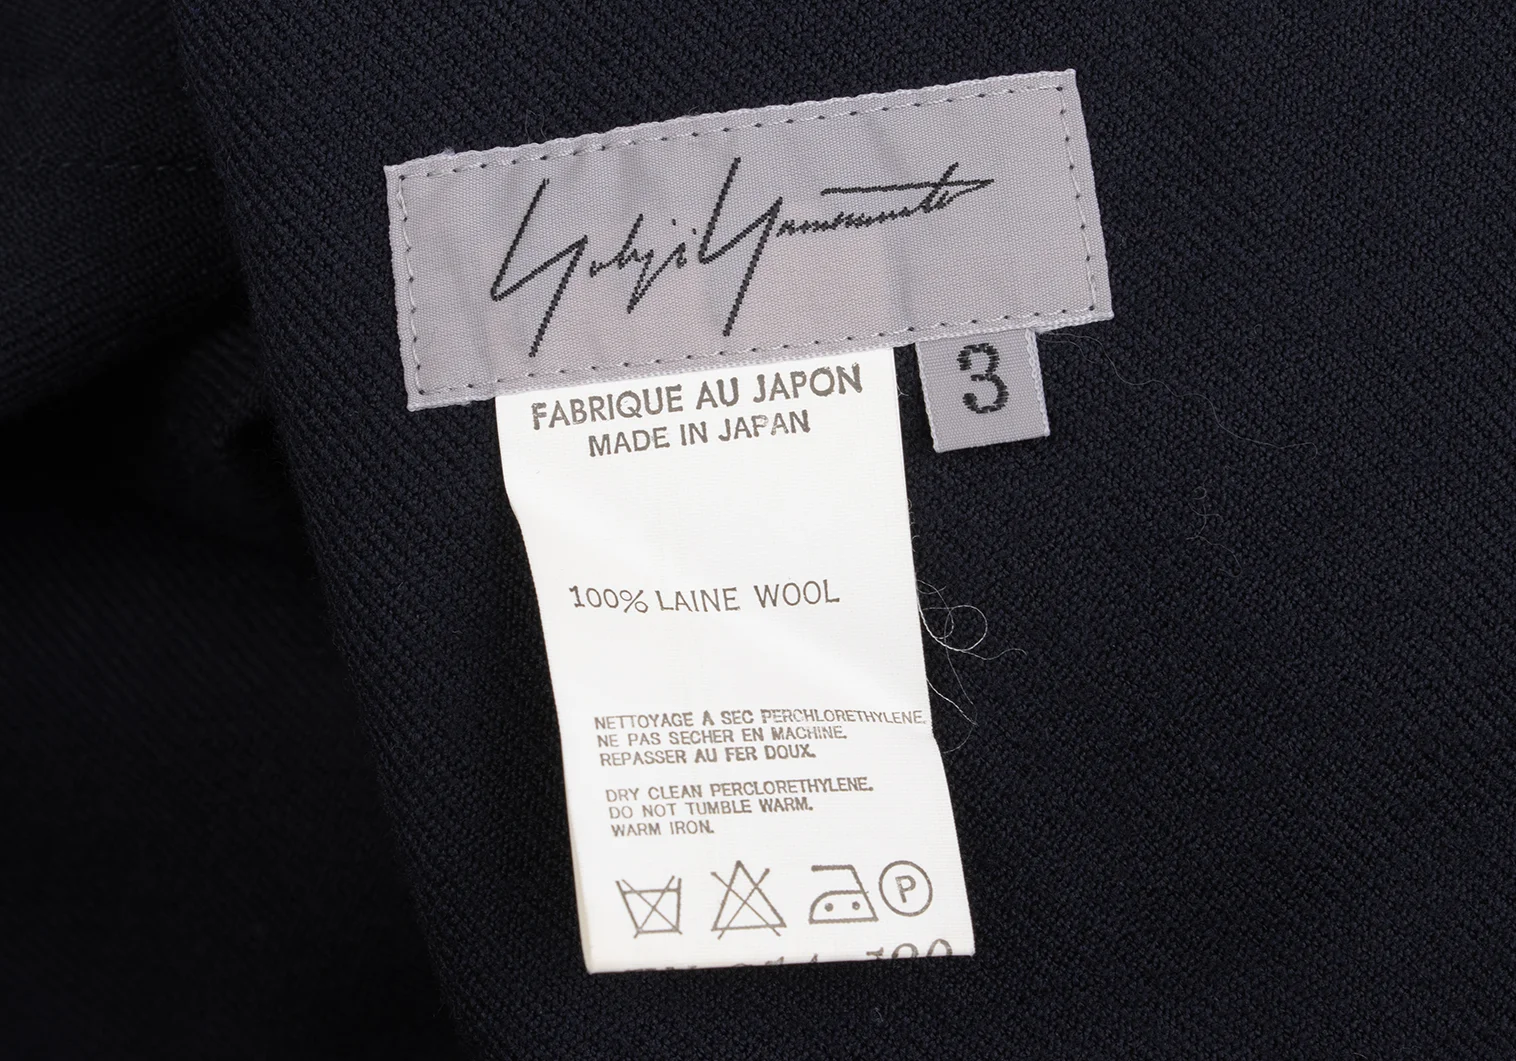 Yohji Yamamoto
3
FABRIQUE AU JAPON
MADE IN JAPAN
100% LAINE WOOL
NETTOYAGE A SEC PERCHLORETHYLENE.
NE PAS SECHER EN MACHINE.
REPASSER AU FER DOUX.
DRY CLEAN PERCLORETHYLENE.
DO NOT TUMBLE WARM.
WARM IRON.
P